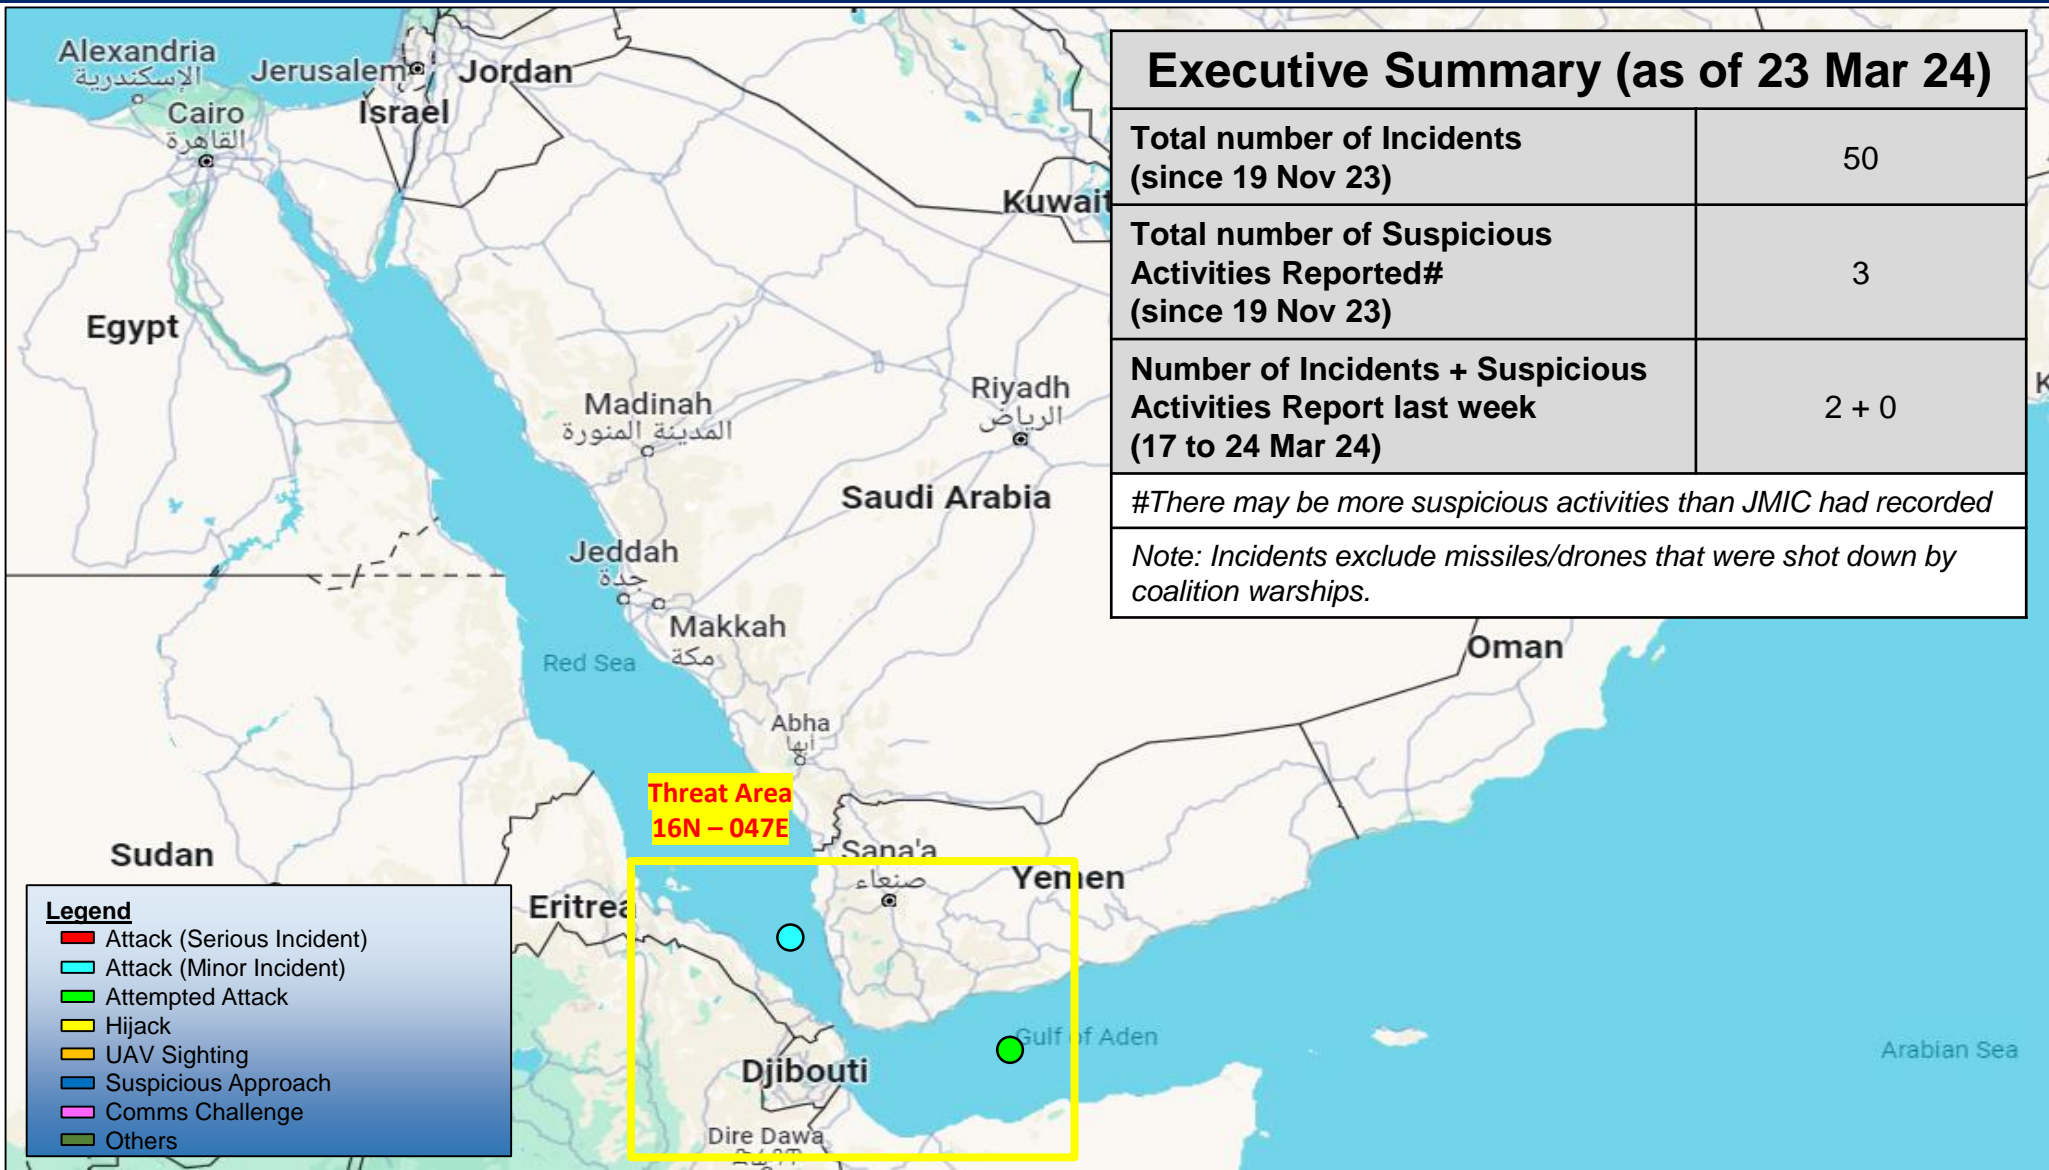 Executive Summary (as of 23 Mar 24)
Total number of Incidents
(since 19 Nov 23)
50
Total number of Suspicious
Activities Reported#
(since 19 Nov 23)
3
Number of Incidents + Suspicious
Activities Report last week
(17 to 24 Mar 24)
2 + 0
#There may be more suspicious activities than JMIC had recorded
Note: Incidents exclude missiles/drones that were shot down by
coalition warships.
Alexandria
الإسكندرية
Jerusalem
Jordan
Cairo
القاهرة
Israel
Kuwait
Egypt
Madinah
المدينة المنورة
Riyadh
الرياض
Saudi Arabia
Jeddah
جدة
Makkah
مكة
Red Sea
Oman
Abha
أبها
Threat Area
16N – 047E
Sudan
Sana'a
صنعاء
Yemen
Eritrea
Gulf of Aden
Arabian Sea
Djibouti
Dire Dawa
Legend
Attack (Serious Incident)
Attack (Minor Incident)
Attempted Attack
Hijack
UAV Sighting
Suspicious Approach
Comms Challenge
Others